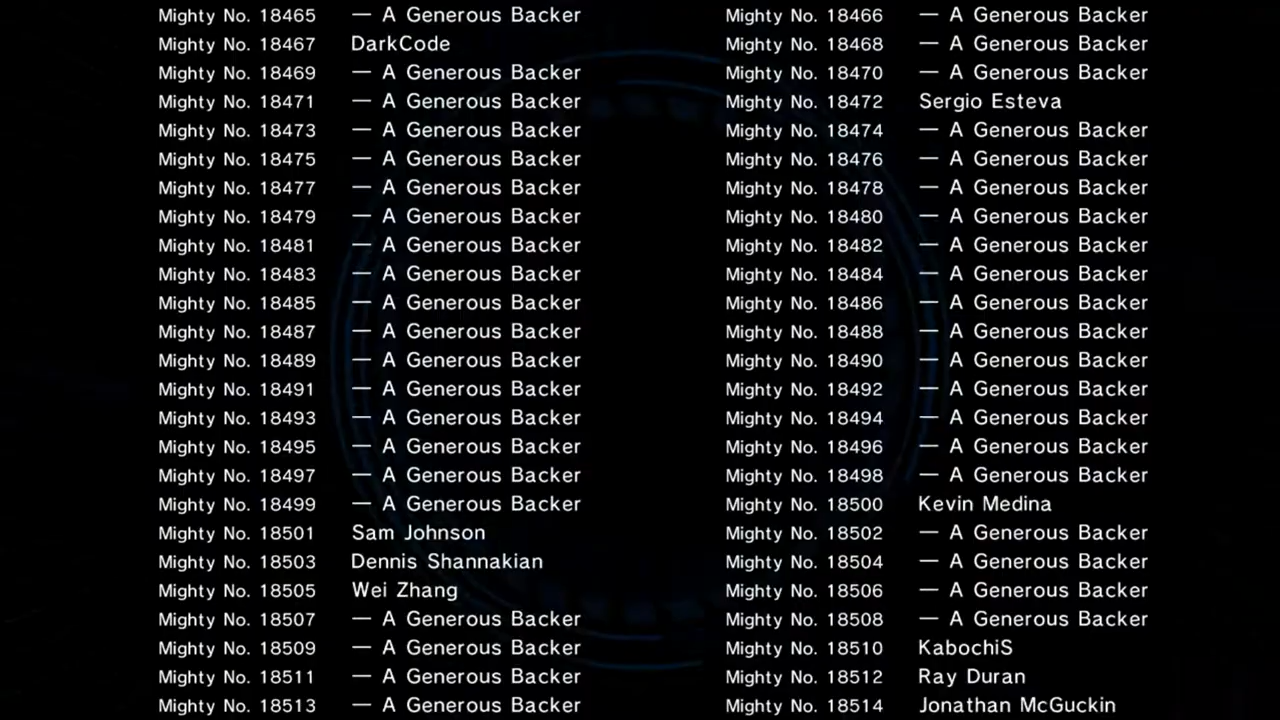 Mighty No. 18465 — A Generous Backer Mighty No. 18466 — A Generous Backer
Mighty No. 18467 DarkCode Mighty No. 18468 — A Generous Backer
Mighty No. 18469 — A Generous Backer Mighty No. 18470 — A Generous Backer
Mighty No. 18471 — A Generous Backer Mighty No. 18472 Sergio Esteva
Mighty No. 18473 — A Generous Backer Mighty No. 18474 — A Generous Backer
Mighty No. 18475 — A Generous Backer Mighty No. 18476 — A Generous Backer
Mighty No. 18477 — A Generous Backer Mighty No. 18478 — A Generous Backer
Mighty No. 18479 — A Generous Backer Mighty No. 18480 — A Generous Backer
Mighty No. 18481 — A Generous Backer Mighty No. 18482 — A Generous Backer
Mighty No. 18483 — A Generous Backer Mighty No. 18484 — A Generous Backer
Mighty No. 18485 — A Generous Backer Mighty No. 18486 — A Generous Backer
Mighty No. 18487 — A Generous Backer Mighty No. 18488 — A Generous Backer
Mighty No. 18489 — A Generous Backer Mighty No. 18490 — A Generous Backer
Mighty No. 18491 — A Generous Backer Mighty No. 18492 — A Generous Backer
Mighty No. 18493 — A Generous Backer Mighty No. 18494 — A Generous Backer
Mighty No. 18495 — A Generous Backer Mighty No. 18496 — A Generous Backer
Mighty No. 18497 — A Generous Backer Mighty No. 18498 — A Generous Backer
Mighty No. 18499 — A Generous Backer Mighty No. 18500 Kevin Medina
Mighty No. 18501 Sam Johnson Mighty No. 18502 — A Generous Backer
Mighty No. 18503 Dennis Shannakian Mighty No. 18504 — A Generous Backer
Mighty No. 18505 Wei Zhang Mighty No. 18506 — A Generous Backer
Mighty No. 18507 — A Generous Backer Mighty No. 18508 — A Generous Backer
Mighty No. 18509 — A Generous Backer Mighty No. 18510 KabochiS
Mighty No. 18511 — A Generous Backer Mighty No. 18512 Ray Duran
Mighty No. 18513 — A Generous Backer Mighty No. 18514 Jonathan McGuckin